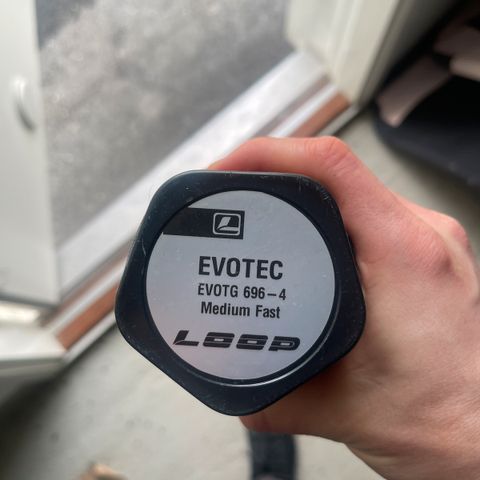 EVOTEC
EVOTG 696-4
Medium Fast
LOOP